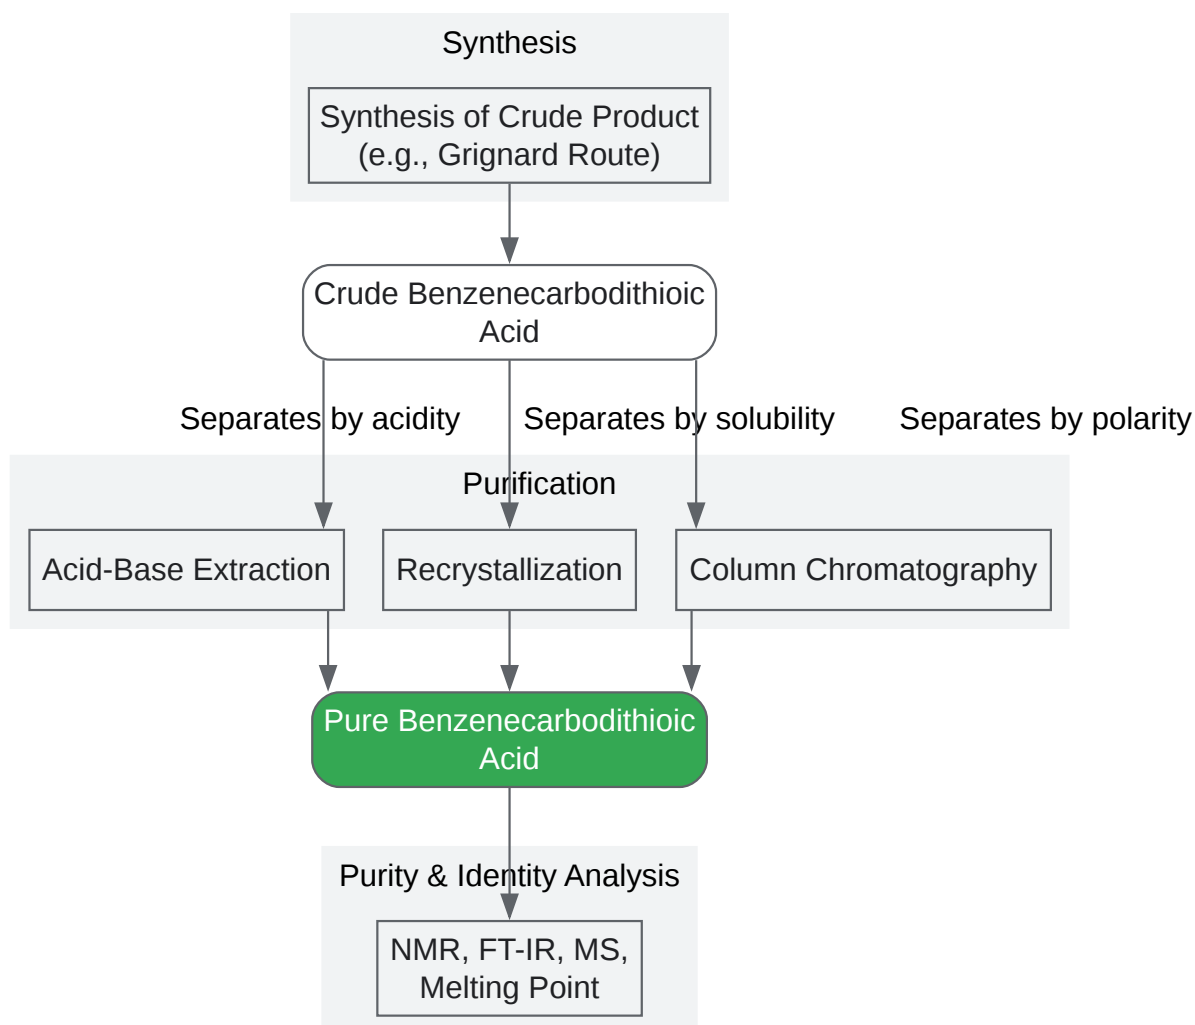 Synthesis
Synthesis of Crude Product
(e.g., Grignard Route)
Crude Benzenecarbodithioic
Acid
Separates by acidity
Separates by solubility
Separates by polarity
Purification
Acid-Base Extraction
Recrystallization
Column Chromatography
Pure Benzenecarbodithioic
Acid
Purity & Identity Analysis
NMR, FT-IR, MS,
Melting Point